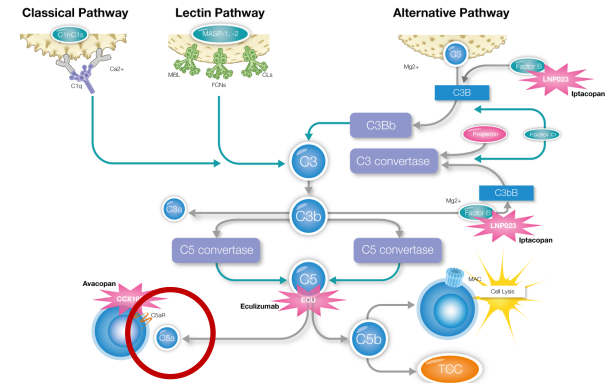 Classical Pathway
Lectin Pathway
Alternative Pathway
C1r/C1s
Ca2+
C1q
MASP-1, -2
MBL
FCNs
CLs
Mg2+
C3
Factor B
LNP023
Iptacopan
C3B
C3Bb
Properdin
Factor D
C3
C3 convertase
C3bB
Mg2+
Factor B
LNP023
Iptacopan
C3a
C3b
C5 convertase
C5 convertase
C5
ECU
Eculizumab
Avacopan
C5aR
C5a
C5b
MAC
Cell Lysis
TCC